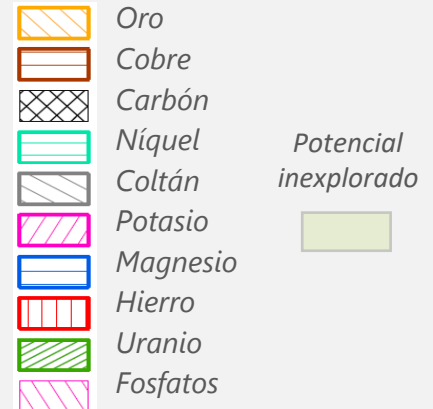 Oro
Cobre
Carbón
Níquel
Coltán
Potasio
Magnesio
Hierro
Uranio
Fosfatos
Potencial
inexplorado